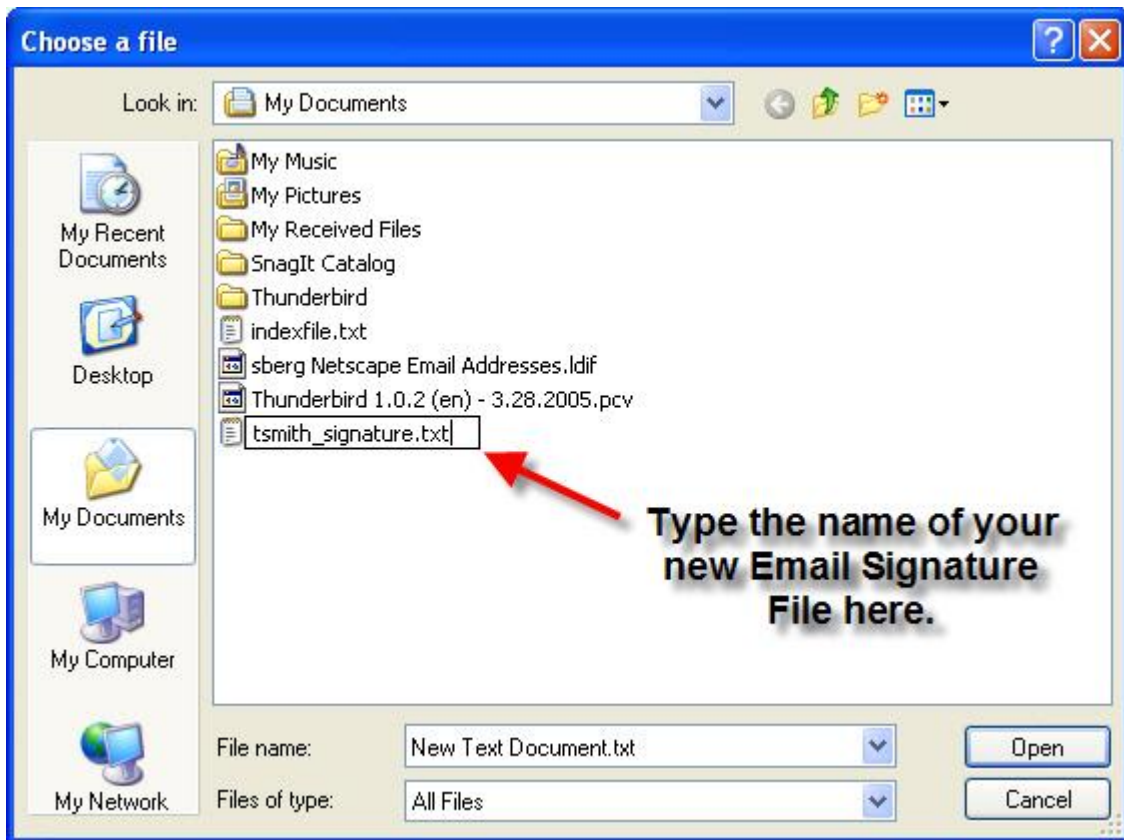 Choose a file
Look in: My Documents
My Recent
Documents
Desktop
My Documents
My Computer
My Network
My Music
My Pictures
My Received Files
SnagIt Catalog
Thunderbird
indexfile.txt
sberg Netscape Email Addresses.ldif
Thunderbird 1.0.2 (en) - 3.28.2005.pcv
tsmith_signature.txt
Type the name of your
new Email Signature
File here.
File name: New Text Document.txt Open
Files of type: All Files Cancel